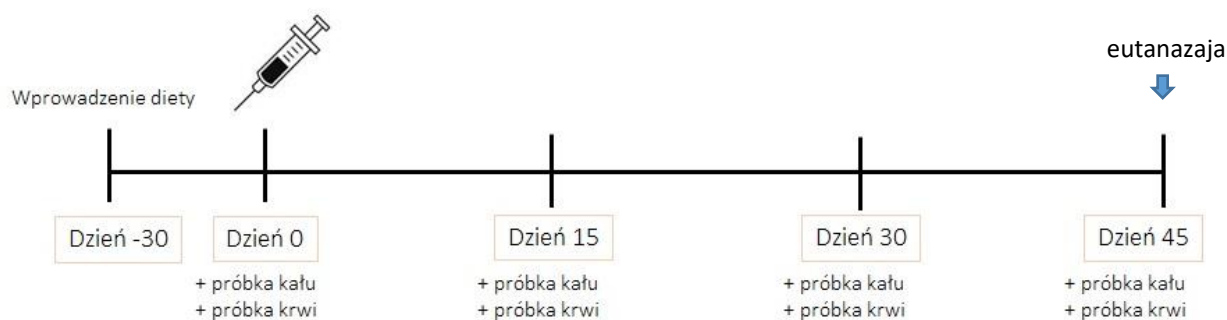 eutanazaja
Wprowadzenie diety
Dzień -30
Dzień 0
Dzień 15
Dzień 30
Dzień 45
+ próbka kału
+ próbka krwi
+ próbka kału
+ próbka krwi
+ próbka kału
+ próbka krwi
+ próbka kału
+ próbka krwi